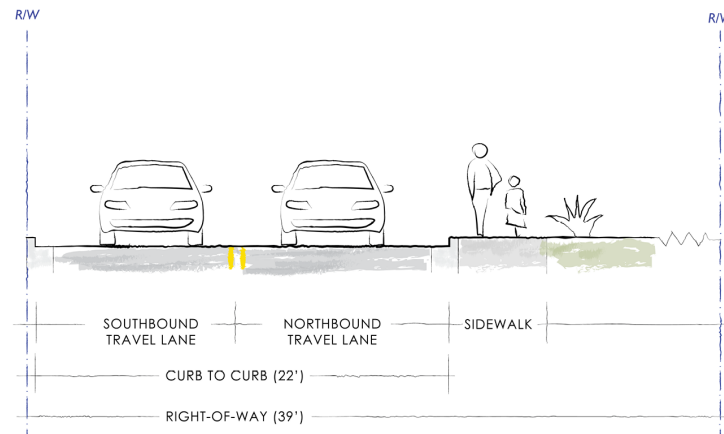 R/W
R/W
SOUTHBOUND
TRAVEL LANE
NORTHBOUND
TRAVEL LANE
SIDEWALK
CURB TO CURB (22')
RIGHT-OF-WAY (39')